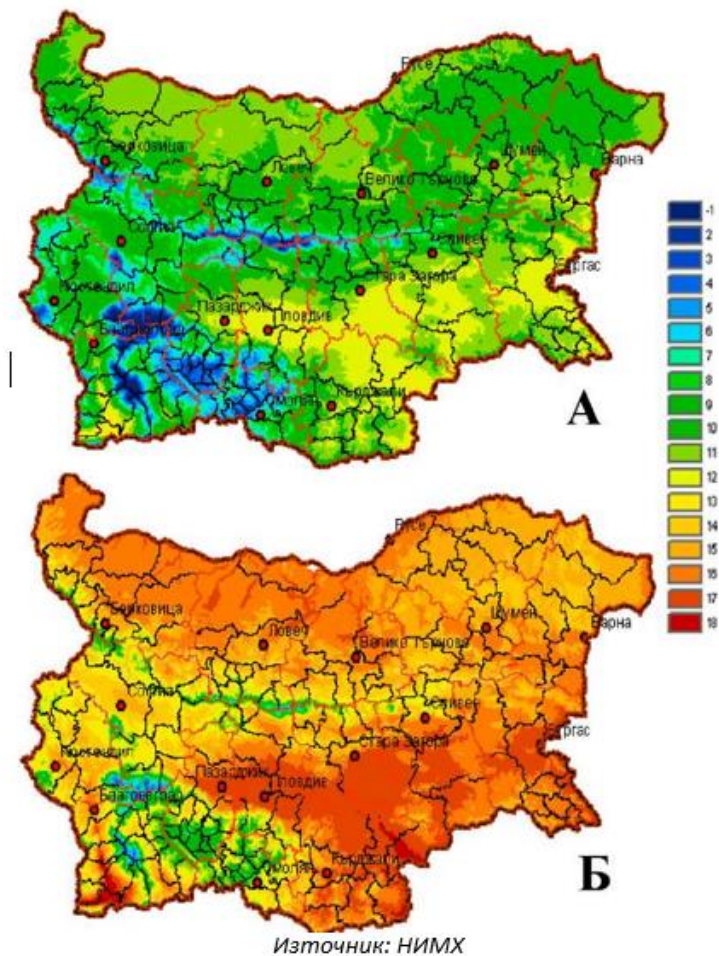 Русе
Берковица
Ловеч
Велико Търново
Шумен
Варна
София
Сливен
Бургас
Кюстендил
Стара Загора
Пазарджик
Пловдив
Благоевград
Смолян
Кърджали
А
-1
2
3
4
5
6
7
8
9
10
11
12
13
14
15
16
17
18
Русе
Берковица
Ловеч
Велико Търново
Шумен
Варна
София
Сливен
Бургас
Кюстендил
Стара Загора
Пазарджик
Пловдив
Благоевград
Смолян
Кърджали
Б
Източник: НИМХ